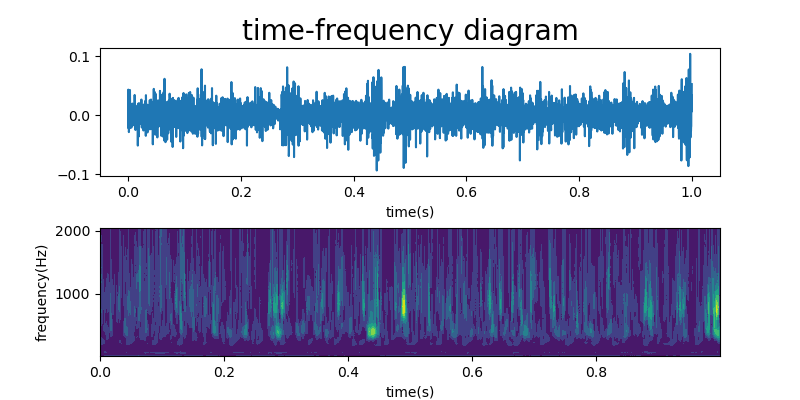 time-frequency diagram
0.1
0.0
−0.1
0.0 0.2 0.4 0.6 0.8 1.0
time(s)
2000
1000
frequency(Hz)
0.0 0.2 0.4 0.6 0.8
time(s)